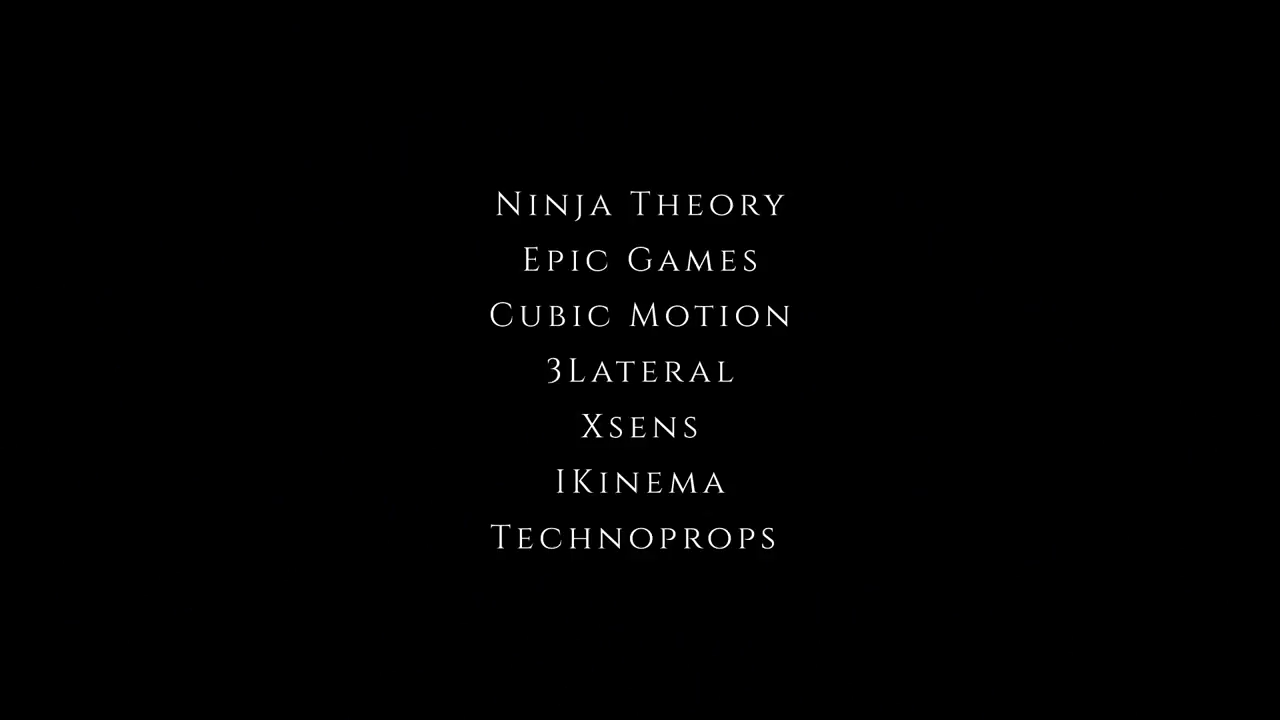 Ninja Theory
Epic Games
Cubic Motion
3Lateral
Xsens
IKinema
Technoprops